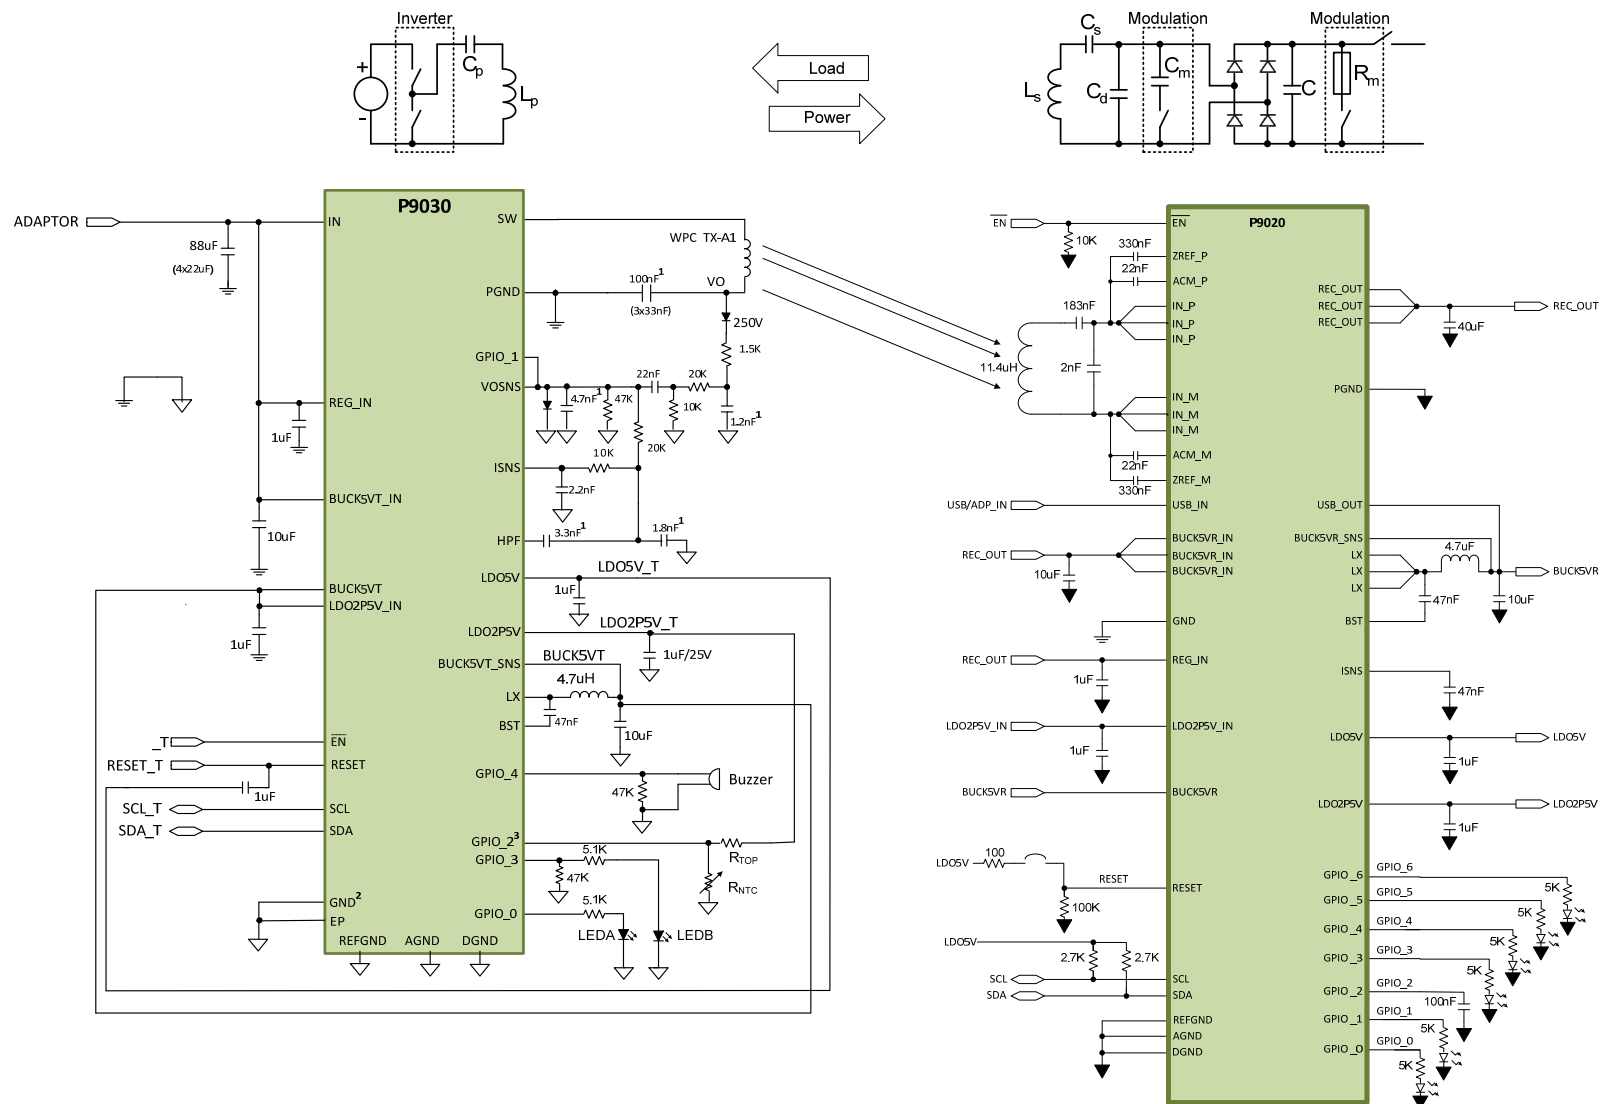 Inverter
+
-
Cp
Lp
Load
Power
Modulation
Modulation
Cs
Ls
Cd
Cm
C
Rm
P9030
ADAPTOR
88uF
(4x22uF)
IN
REG_IN
1uF
BUCK5VT_IN
10uF
BUCK5VT
LDO2P5V_IN
1uF
_T
EN
RESET_T
RESET
1uF
SCL_T
SCL
SDA_T
SDA
GND2
EP
REFGND
AGND
DGND
SW
WPC TX-A1
PGND
100nF1
(3x33nF)
VO
250V
1.5K
GPIO_1
VOSNS
4.7nF1
47K
22nF
20K
10K
1.2nF1
20K
ISNS
10K
2.2nF
HPF
3.3nF1
1.8nF1
LDO5V
LDO5V_T
1uF
LDO2P5V
LDO2P5V_T
1uF/25V
BUCK5VT_SNS
BUCK5VT
LX
4.7uH
BST
47nF
10uF
GPIO_4
47K
Buzzer
GPIO_23
RTOP
RNTC
GPIO_3
5.1K
47K
GPIO_0
5.1K
LEDA
LEDB
P9020
EN
10K
EN
330nF
ZREF_P
22nF
ACM_P
183nF
IN_P
IN_P
IN_P
11.4uH
2nF
IN_M
IN_M
IN_M
ACM_M
22nF
ZREF_M
330nF
USB/ADP_IN
USB_IN
REC_OUT
10uF
BUCK5VR_IN
BUCK5VR_IN
BUCK5VR_IN
GND
REC_OUT
REG_IN
1uF
LDO2P5V_IN
LDO2P5V_IN
1uF
BUCK5VR
BUCK5VR
LDO5V
100
RESET
RESET
100K
LDO5V
2.7K
2.7K
SCL
SCL
SDA
SDA
REFGND
AGND
DGND
REC_OUT
REC_OUT
REC_OUT
REC_OUT
40uF
PGND
USB_OUT
BUCK5VR_SNS
LX
LX
LX
4.7uF
BUCK5VR
47nF
10uF
BST
ISNS
47nF
LDO5V
LDO5V
1uF
LDO2P5V
LDO2P5V
1uF
GPIO_6
GPIO_6
5K
GPIO_5
GPIO_5
5K
GPIO_4
GPIO_4
5K
GPIO_3
GPIO_3
5K
GPIO_2
GPIO_2
100nF
GPIO_1
GPIO_1
5K
GPIO_0
GPIO_0
5K